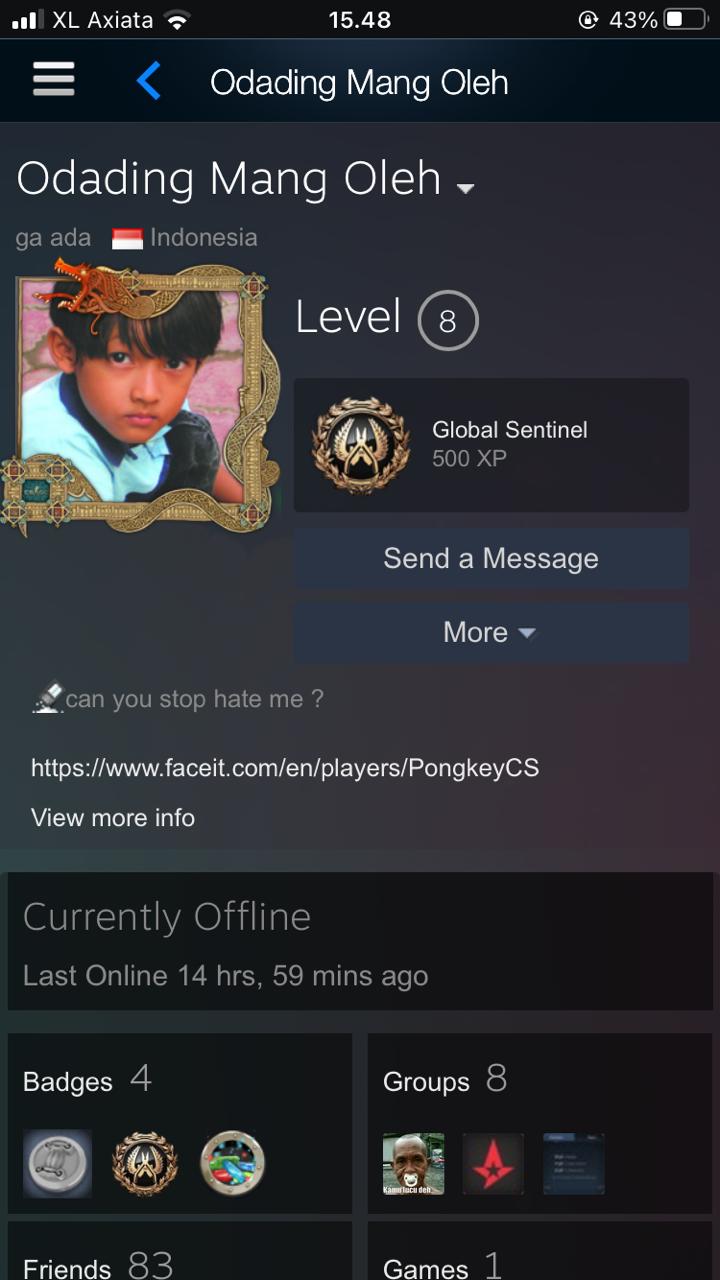 XL Axiata
15.48
43%
Odading Mang Oleh
Odading Mang Oleh
ga ada Indonesia
Level 8
Global Sentinel
500 XP
Send a Message
More
can you stop hate me ?
https://www.faceit.com/en/players/PongkeyCS
View more info
Currently Offline
Last Online 14 hrs, 59 mins ago
Badges 4
Groups 8
Kamu lucu deh..
Friends 83
Games 1